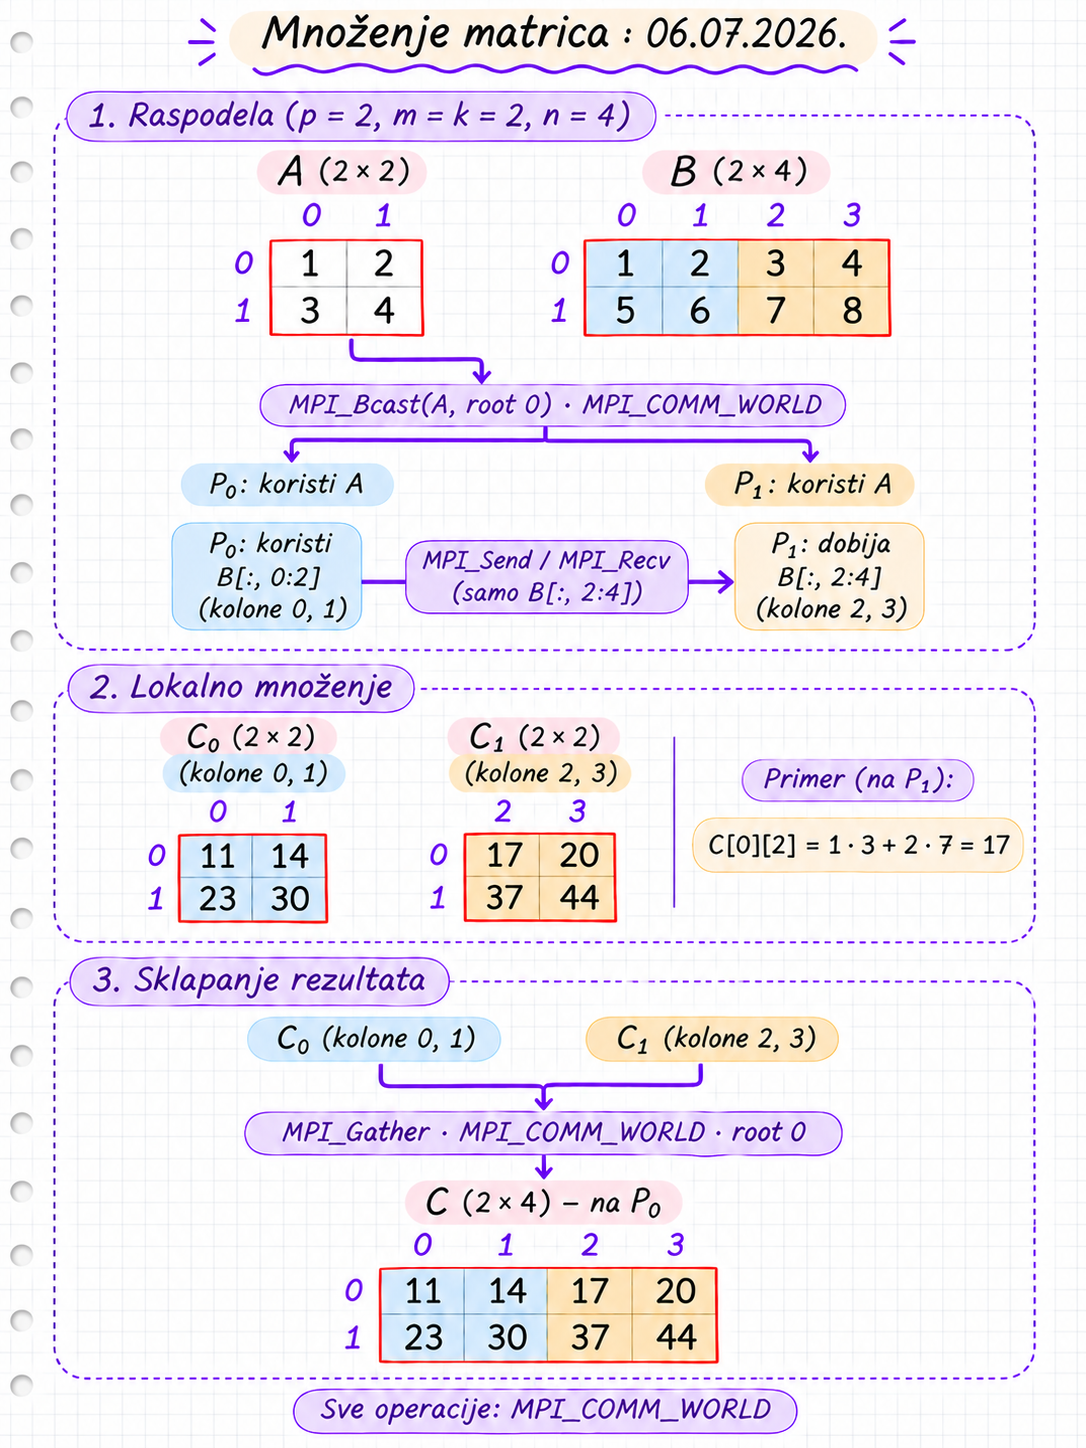 Množenje matrica : 06.07.2026.
1. Raspodela (p = 2, m = k = 2, n = 4)
A (2 × 2)
0 1
0 1 2
1 3 4
B (2 × 4)
0 1 2 3
0 1 2 3 4
1 5 6 7 8
MPI_Bcast(A, root 0) · MPI_COMM_WORLD
P₀: koristi A
P₁: koristi A
P₀: koristi
B[:, 0:2]
(kolone 0, 1)
MPI_Send / MPI_Recv
(samo B[:, 2:4])
P₁: dobija
B[:, 2:4]
(kolone 2, 3)
2. Lokalno množenje
C₀ (2 × 2)
(kolone 0, 1)
0 1
0 11 14
1 23 30
C₁ (2 × 2)
(kolone 2, 3)
2 3
0 17 20
1 37 44
Primer (na P₁):
C[0][2] = 1 · 3 + 2 · 7 = 17
3. Sklapanje rezultata
C₀ (kolone 0, 1)
C₁ (kolone 2, 3)
MPI_Gather · MPI_COMM_WORLD · root 0
C (2 × 4) – na P₀
0 1 2 3
0 11 14 17 20
1 23 30 37 44
Sve operacije: MPI_COMM_WORLD